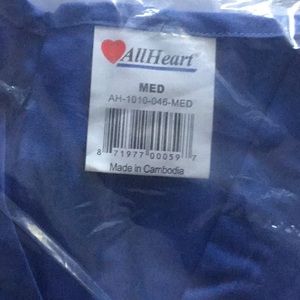 AllHeart
MED
AH-1010-046-MED
8 71977 00059 7
Made in Cambodia